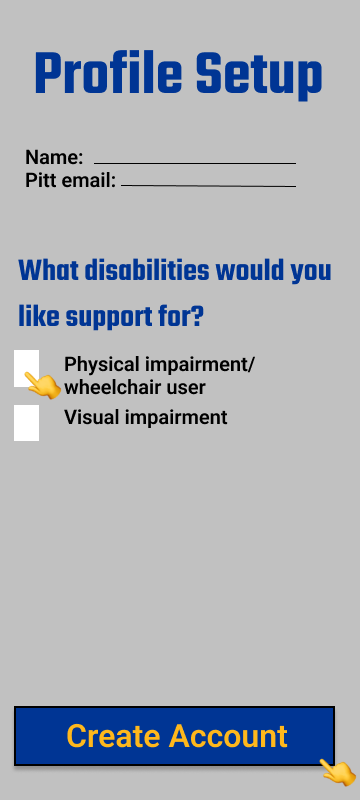 Profile Setup
Name:
Pitt email:
What disabilities would you
like support for?
Physical impairment/
wheelchair user
Visual impairment
Create Account